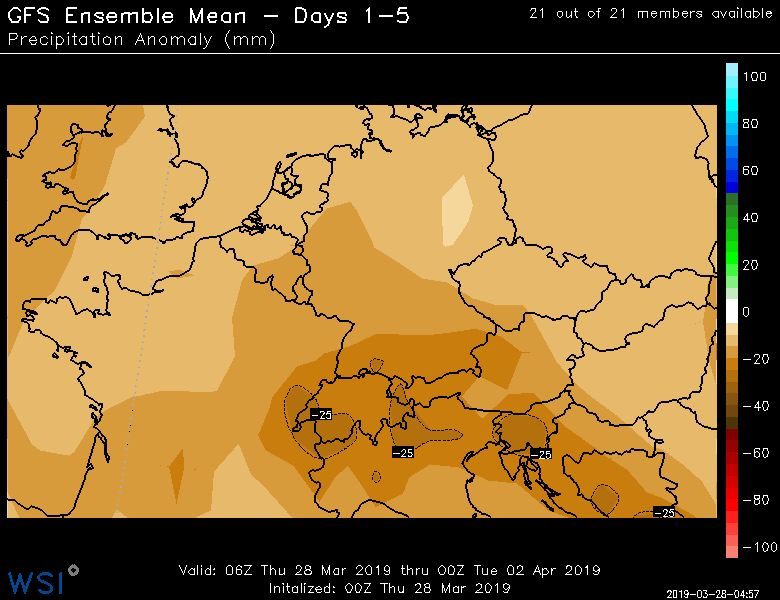 GFS Ensemble Mean - Days 1-5
21 out of 21 members available
Precipitation Anomaly (mm)
100
80
60
40
20
0
-20
-40
-60
-80
-100
-25
-25
-25
-25
Valid: 06Z Thu 28 Mar 2019 thru 00Z Tue 02 Apr 2019
Initalized: 00Z Thu 28 Mar 2019
WSI
2019-03-28-04:57